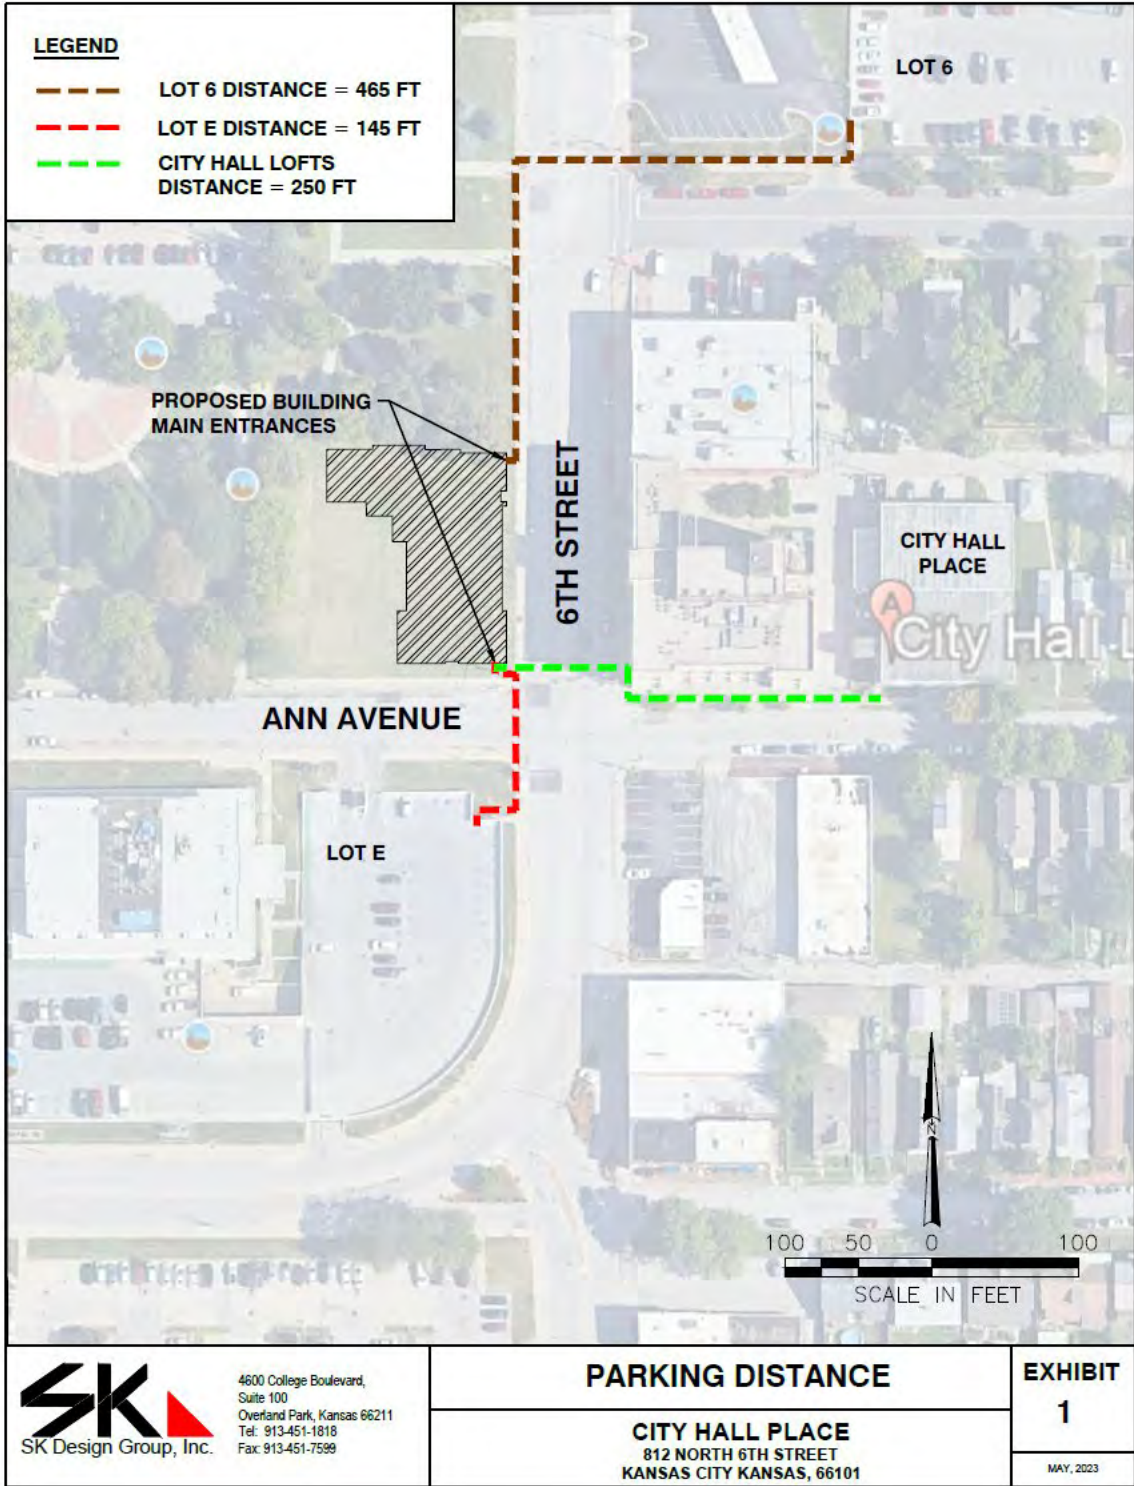 LEGEND
LOT 6 DISTANCE = 465 FT
LOT E DISTANCE = 145 FT
CITY HALL LOFTS
DISTANCE = 250 FT
LOT 6
PROPOSED BUILDING
MAIN ENTRANCES
6TH STREET
CITY HALL
PLACE
A
City Hall L
ANN AVENUE
LOT E
N
100 50 0 100
SCALE IN FEET
SK
SK Design Group, Inc.
4600 College Boulevard,
Suite 100
Overland Park, Kansas 66211
Tel: 913-451-1818
Fax: 913-451-7599
PARKING DISTANCE
CITY HALL PLACE
812 NORTH 6TH STREET
KANSAS CITY KANSAS, 66101
EXHIBIT
1
MAY, 2023